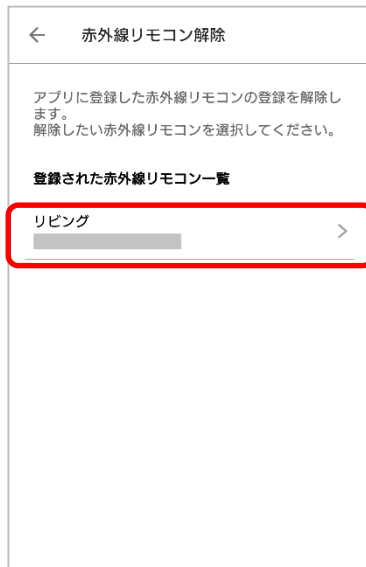 赤外線リモコン解除
アプリに登録した赤外線リモコンの登録を解除し
ます。
解除したい赤外線リモコンを選択してください。
登録された赤外線リモコン一覧
リビング